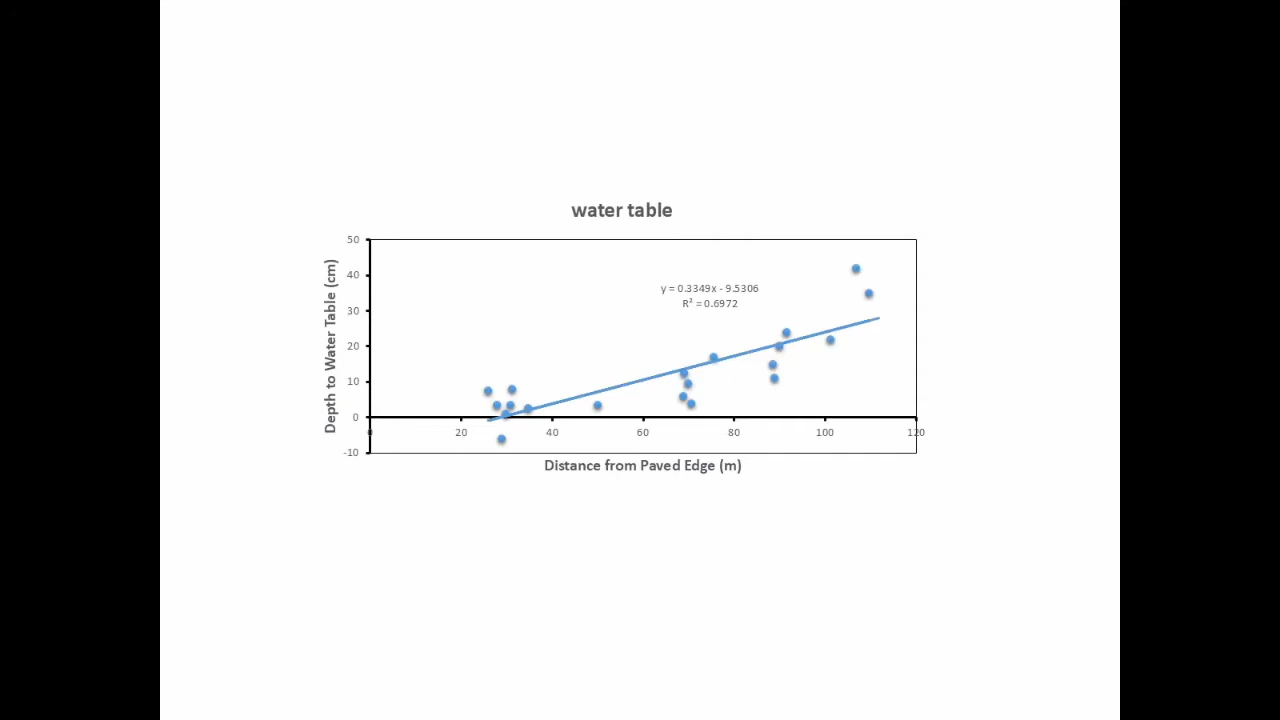 water table
50
40
30
20
10
0
-10
Depth to Water Table (cm)
y = 0.3349x - 9.5306
R² = 0.6972
0 20 40 60 80 100 120
Distance from Paved Edge (m)